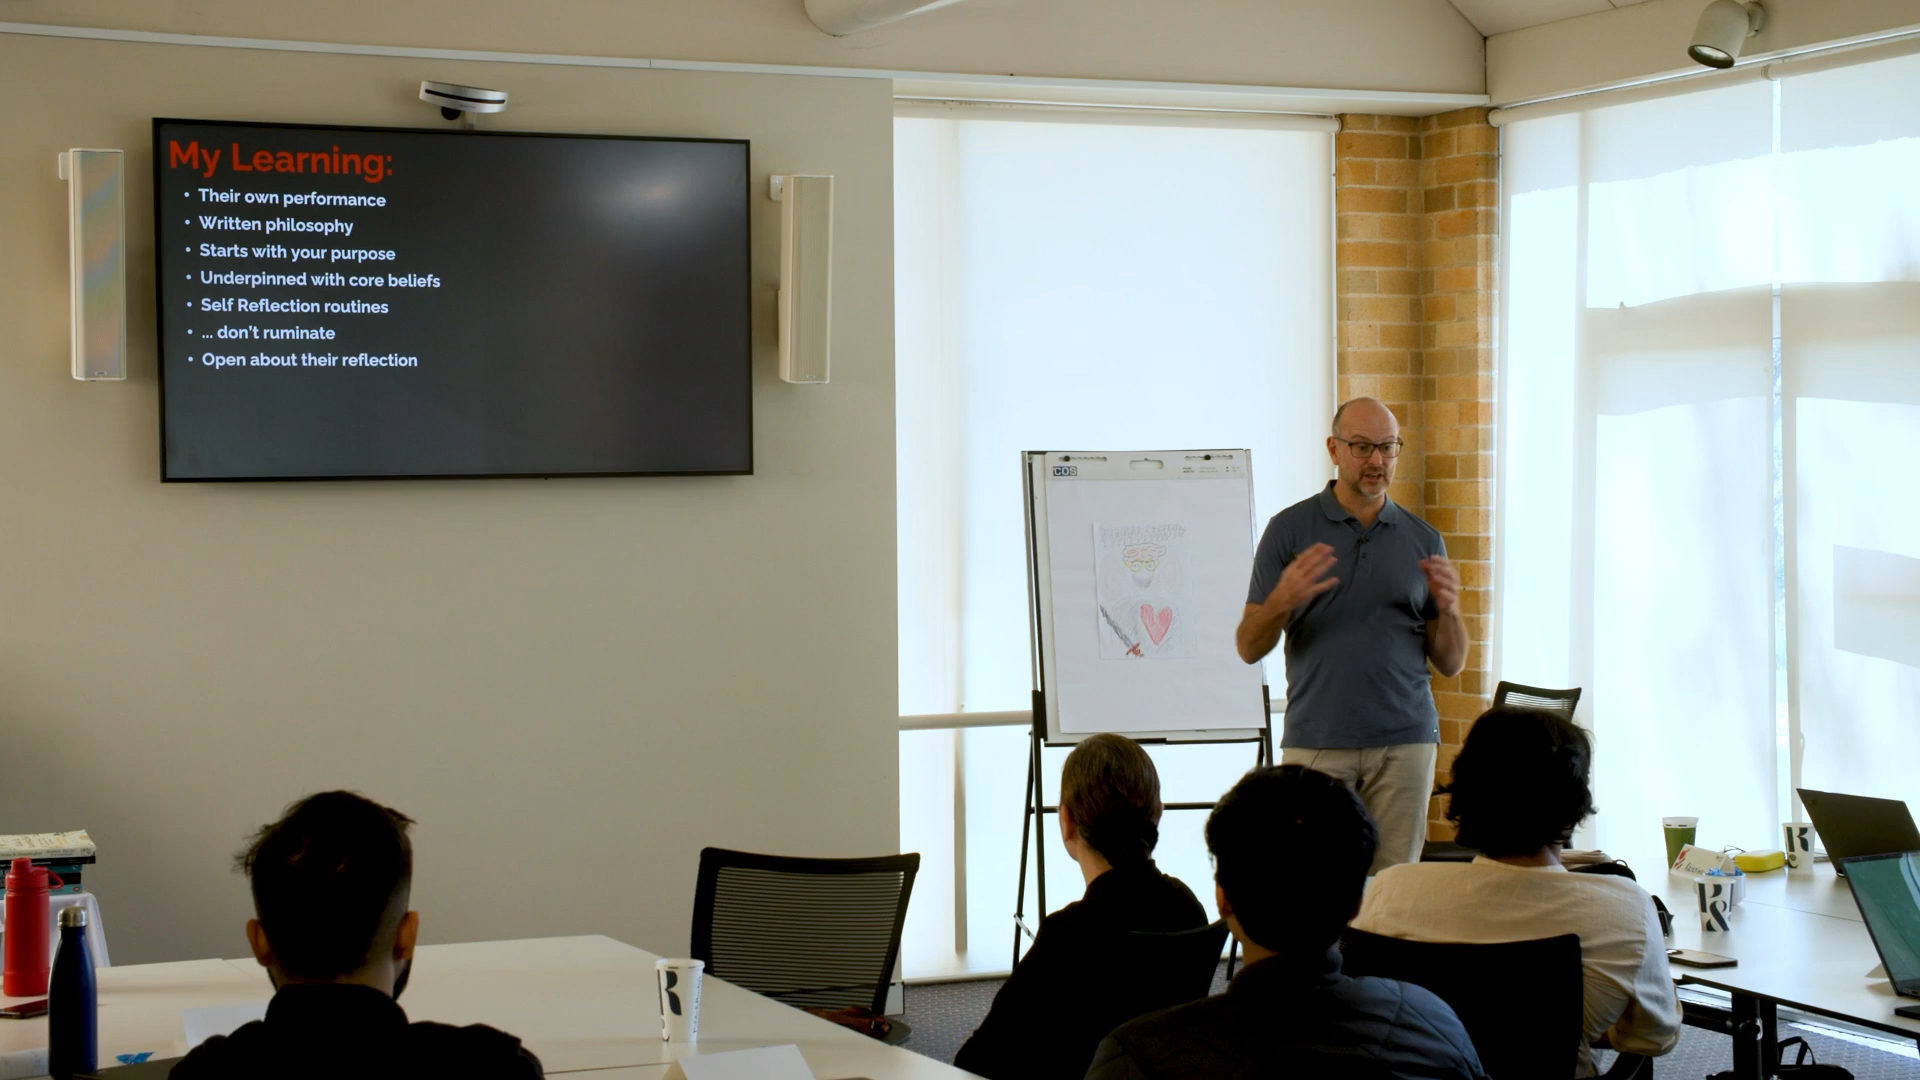 My Learning:
• Their own performance
• Written philosophy
• Starts with your purpose
• Underpinned with core beliefs
• Self Reflection routines
• ... don't ruminate
• Open about their reflection
COS